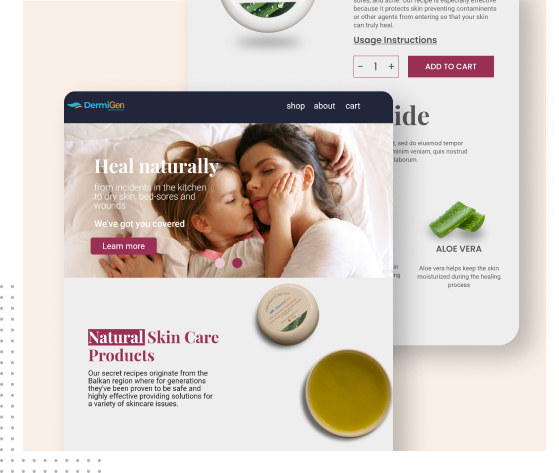 sores, and acne. Our recipe is especially effective
because it protects skin preventing contaminents
or other agents from entering so that your skin
can truly heal.
Usage Instructions
- 1 +
ADD TO CART
DermiGen
shop about cart
ide
t, sed do eiusmod tempor
minim veniam, quis nostrud
laborum.
Heal naturally
from incidents in the kitchen
to dry skin, bed-sores and
wounds
We've got you covered
Learn more
ALOE VERA
Aloe vera helps keep the skin
moisturized during the healing
process
in
ng
Natural Skin Care
Products
Our secret recipes originate from the
Balkan region where for generations
they've been proven to be safe and
highly effective providing solutions for
a variety of skincare issues.